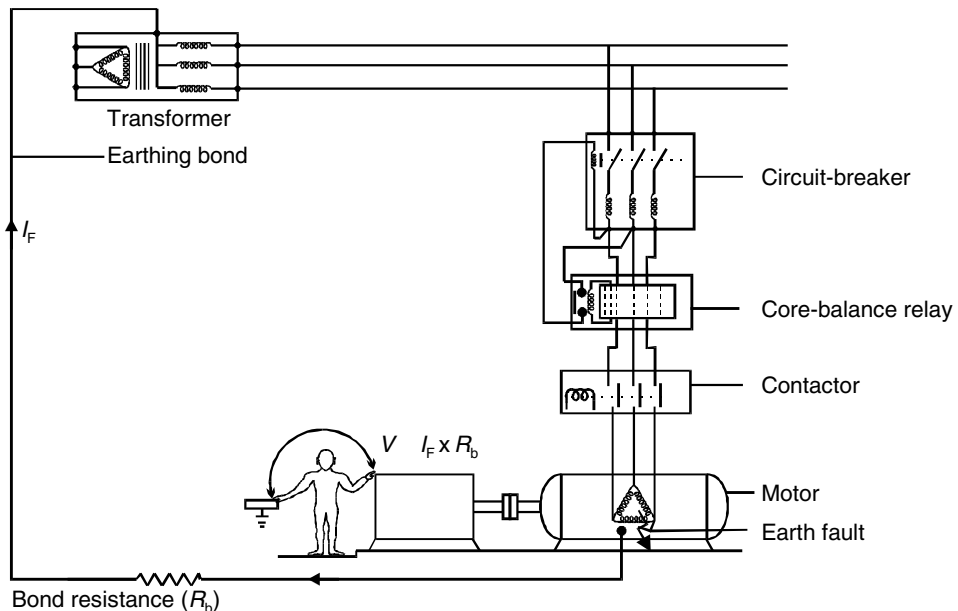 Transformer
Earthing bond
Circuit-breaker
I_F
Core-balance relay
Contactor
V I_F x R_b
Motor
Earth fault
Bond resistance (R_b)